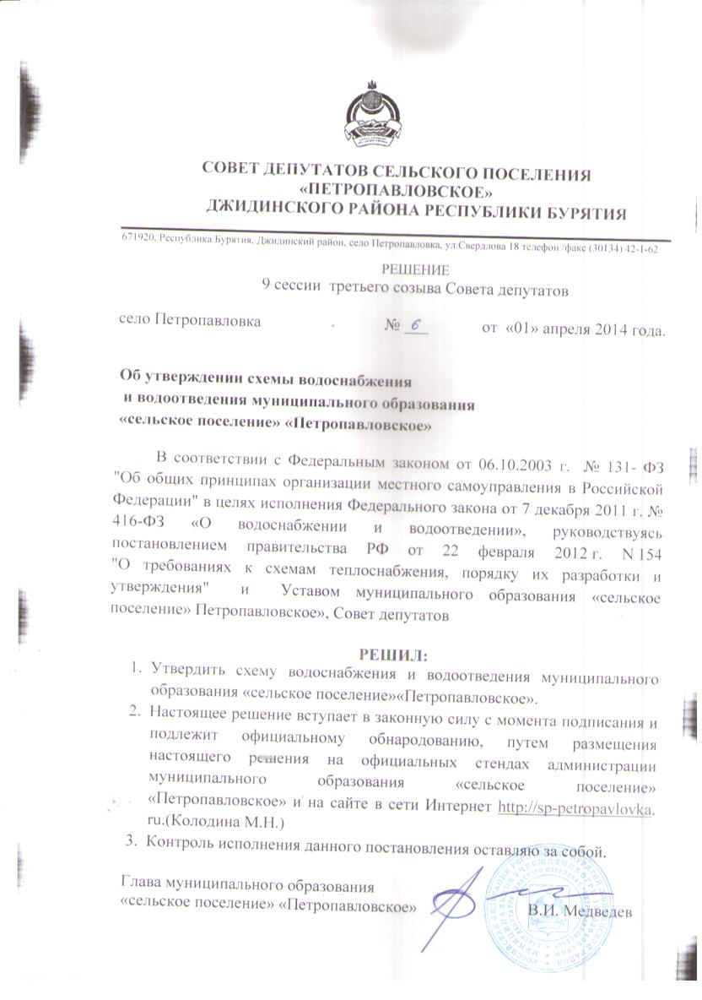 СОВЕТ ДЕПУТАТОВ СЕЛЬСКОГО ПОСЕЛЕНИЯ
«ПЕТРОПАВЛОВСКОЕ»
ДЖИДИНСКОГО РАЙОНА РЕСПУБЛИКИ БУРЯТИЯ
671920, Республика Бурятия, Джидинский район, село Петропавловка, ул.Свердлова 18 телефон /факс (30134) 42-1-62
РЕШЕНИЕ
9 сессии третьего созыва Совета депутатов
село Петропавловка № 6 от «01» апреля 2014 года.
Об утверждении схемы водоснабжения
и водоотведения муниципального образования
«сельское поселение» «Петропавловское»
В соответствии с Федеральным законом от 06.10.2003 г. № 131- ФЗ
"Об общих принципах организации местного самоуправления в Российской
Федерации" в целях исполнения Федерального закона от 7 декабря 2011 г. №
416-ФЗ «О водоснабжении и водоотведении», руководствуясь
постановлением правительства РФ от 22 февраля 2012 г. N 154
"О требованиях к схемам теплоснабжения, порядку их разработки и
утверждения" и Уставом муниципального образования «сельское
поселение» Петропавловское», Совет депутатов
РЕШИЛ:
1. Утвердить схему водоснабжения и водоотведения муниципального
образования «сельское поселение»«Петропавловское».
2. Настоящее решение вступает в законную силу с момента подписания и
подлежит официальному обнародованию, путем размещения
настоящего решения на официальных стендах администрации
муниципального образования «сельское поселение»
«Петропавловское» и на сайте в сети Интернет http://sp-petropavlovka.
ru.(Колодина М.Н.)
3. Контроль исполнения данного постановления оставляю за собой.
Глава муниципального образования
«сельское поселение» «Петропавловское» В.И. Медведев